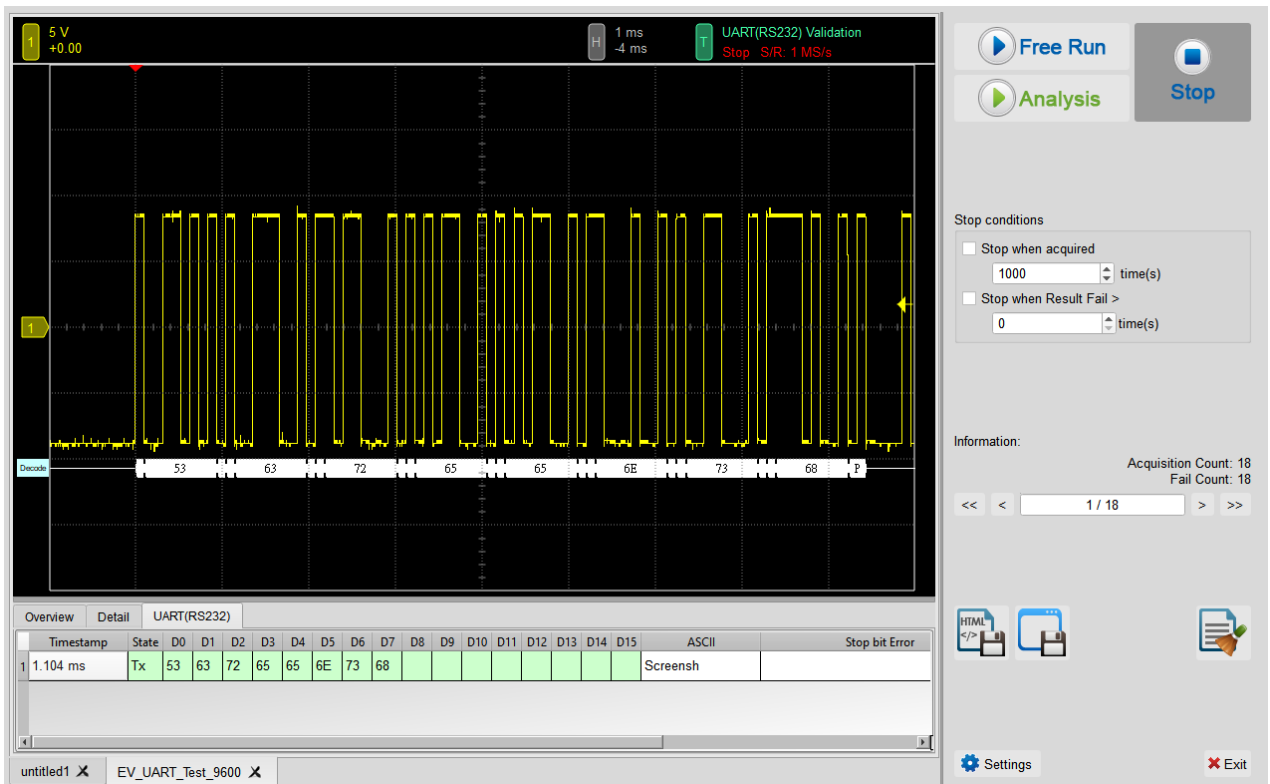 1
5 V
+0.00
H
1 ms
-4 ms
T
UART(RS232) Validation
Stop S/R: 1 MS/s
Free Run
Analysis
Stop
1
Stop conditions
Stop when acquired
1000 time(s)
Stop when Result Fail >
0 time(s)
Decode 53 63 72 65 65 6E 73 68 P
Information:
Acquisition Count: 18
Fail Count: 18
<< < 1 / 18 > >>
Overview Detail UART(RS232)
Timestamp State D0 D1 D2 D3 D4 D5 D6 D7 D8 D9 D10 D11 D12 D13 D14 D15 ASCII Stop bit Error
1 1.104 ms Tx 53 63 72 65 65 6E 73 68 Screensh
HTML
</>
untitled1 X EV_UART_Test_9600 X
Settings
Exit